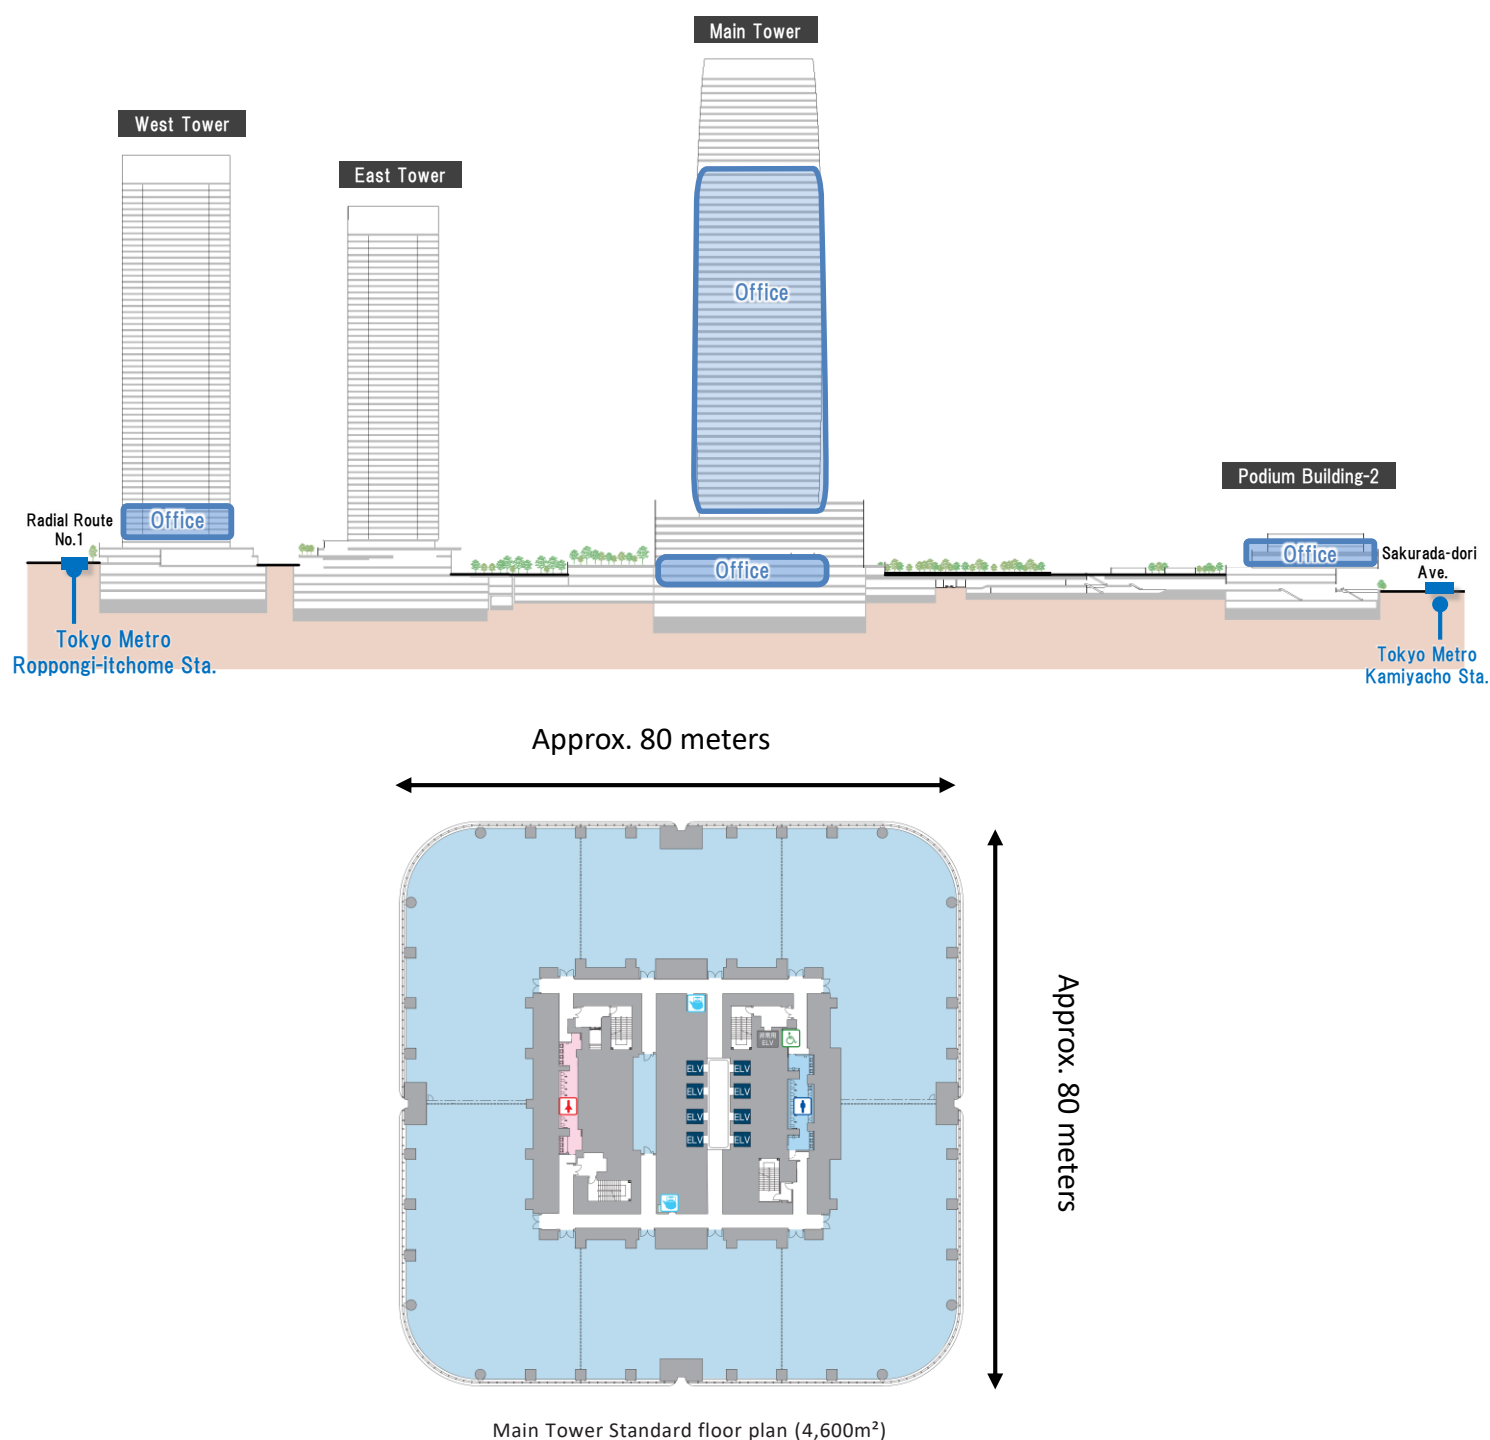 Main Tower
West Tower
East Tower
Office
Podium Building-2
Radial Route
No.1
Office
Office
Office
Sakurada-dori
Ave.
Tokyo Metro
Roppongi-itchome Sta.
Tokyo Metro
Kamiyacho Sta.
Approx. 80 meters
Approx. 80 meters
ELV
ELV ELV
ELV ELV
ELV ELV
ELV ELV
Main Tower Standard floor plan (4,600m²)